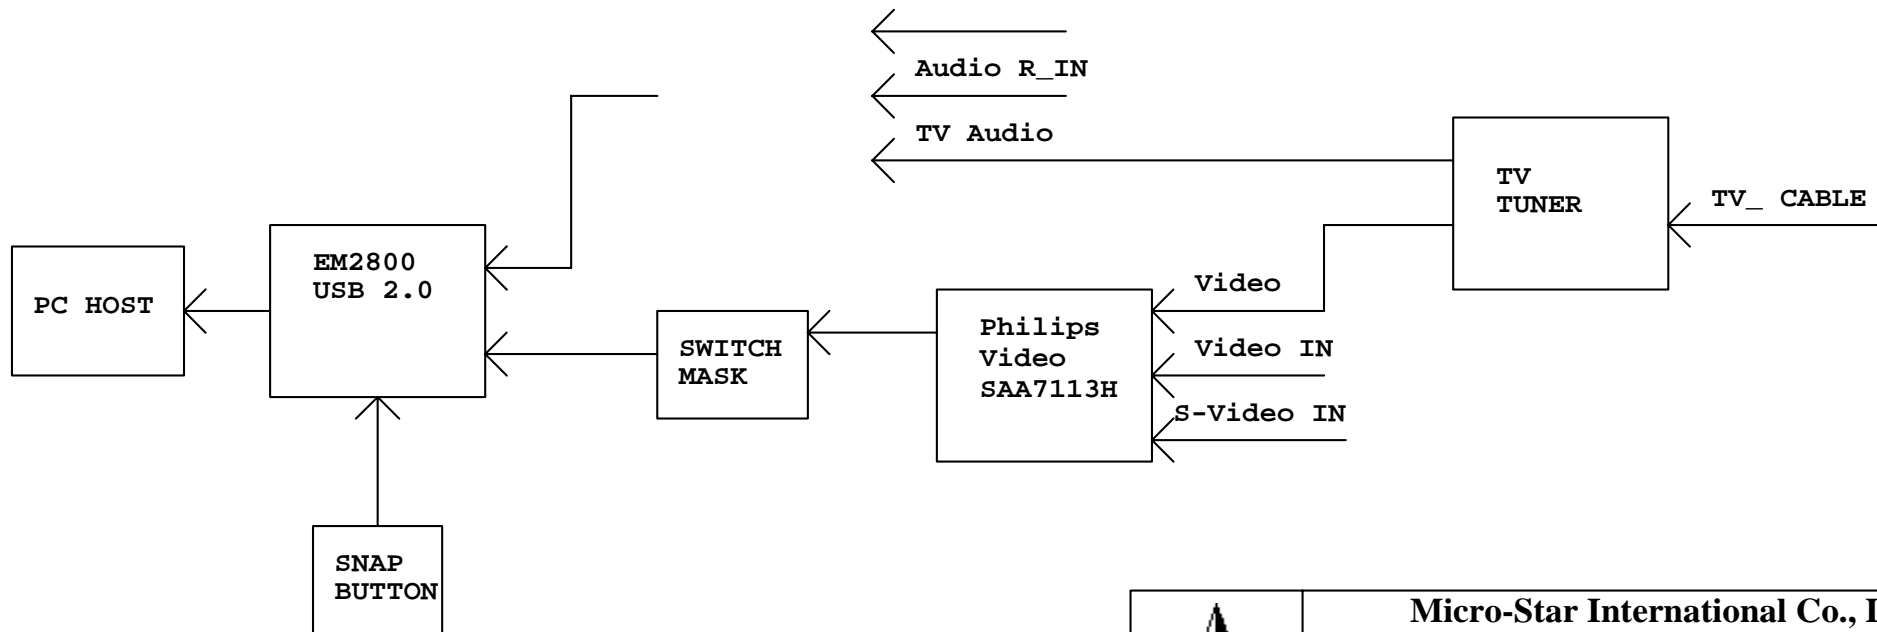 Audio R_IN
TV Audio
TV
TUNER
TV_ CABLE
EM2800
USB 2.0
PC HOST
Video
Philips
Video
SAA7113H
Video IN
SWITCH
MASK
S-Video IN
SNAP
BUTTON
Micro-Star International Co.,